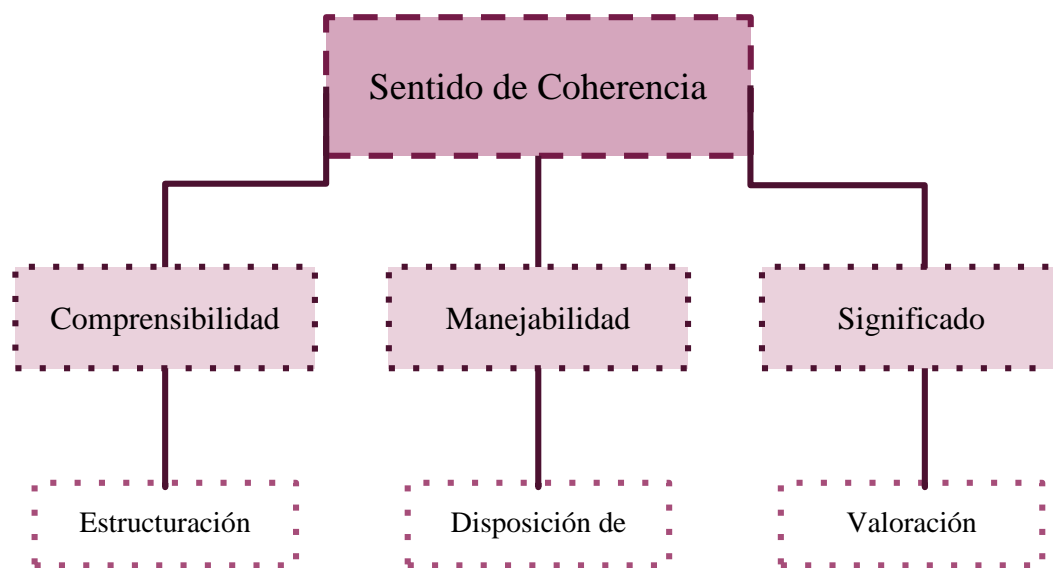 Sentido de Coherencia
Comprensibilidad
Manejabilidad
Significado
Estructuración
Disposición de
Valoración